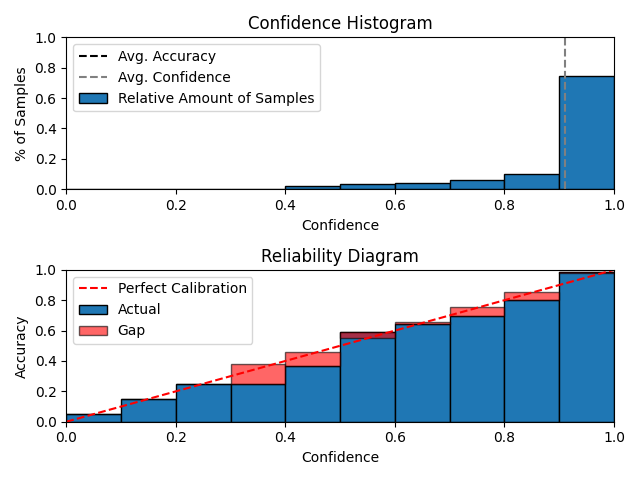 Confidence Histogram
1.0
0.8
0.6
0.4
0.2
0.0
% of Samples
Avg. Accuracy
Avg. Confidence
Relative Amount of Samples
0.0 0.2 0.4 0.6 0.8 1.0
Confidence
Reliability Diagram
1.0
0.8
0.6
0.4
0.2
0.0
Accuracy
Perfect Calibration
Actual
Gap
0.0 0.2 0.4 0.6 0.8 1.0
Confidence